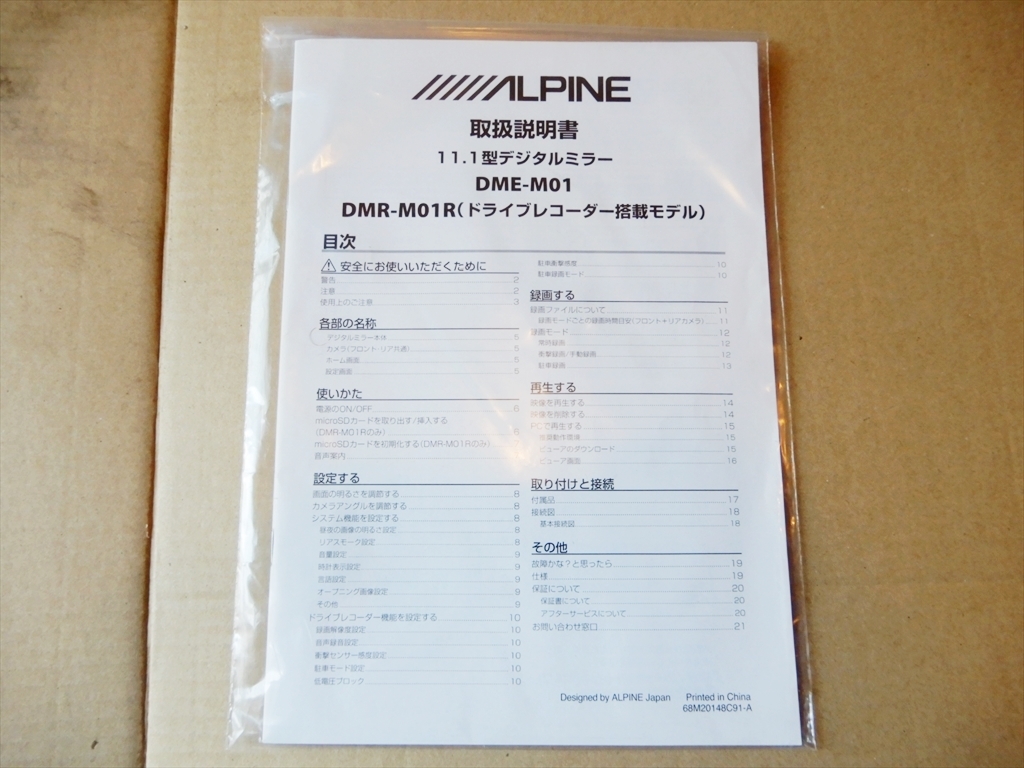 ALPINE
取扱説明書
11.1型デジタルミラー
DME-M01
DMR-M01R(ドライブレコーダー搭載モデル)
目次
安全にお使いいただくために
警告 2
注意 2
使用上のご注意 3
各部の名称
デジタルミラー本体 5
カメラ(フロント・リア共通) 5
ホーム画面 5
設定画面 5
使いかた
電源のON/OFF 6
microSDカードを取り出す/挿入する
(DMR-M01Rのみ)
microSDカードを初期化する(DMR-M01Rのみ) 7
音声案内
設定する
画面の明るさを調節する 8
カメラアングルを調節する 8
システム機能を設定する 8
昼夜の画像の明るさ設定 8
リアスモーク設定 8
音量設定 9
時計表示設定 9
言語設定 9
オープニング画像設定 9
その他 9
ドライブレコーダー機能を設定する 10
録画解像度設定 10
音声録音設定 10
衝撃センサー感度設定 10
駐車モード設定 10
低電圧ブロック 10
駐車衝撃感度 10
駐車録画モード 10
録画する
録画ファイルについて 11
録画モードごとの録画時間目安(フロント+リアカメラ) 11
録画モード 12
常時録画 12
衝撃録画/手動録画 12
駐車録画 13
再生する
映像を再生する 14
映像を削除する 14
PCで再生する 15
推奨動作環境 15
ビューアのダウンロード 15
ビューア画面 16
取り付けと接続
付属品 17
接続図 18
基本接続図 18
その他
故障かな?と思ったら 19
仕様 19
保証について 20
保証書について 20
アフターサービスについて 20
お問い合わせ窓口 21
Designed by ALPINE Japan Printed in China
68M20148C91-A